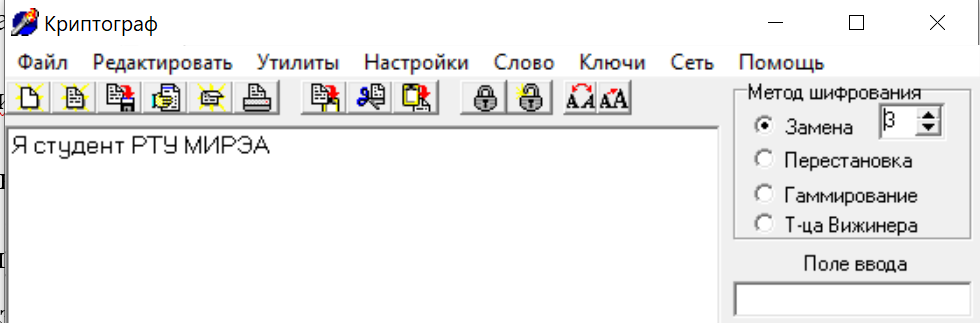 Криптограф
Файл Редактировать Утилиты Настройки Слово Ключи Сеть Помощь
Метод шифрования
Замена 3
Перестановка
Гаммирование
Т-ца Вижинера
Поле ввода
Я студент РТУ МИРЭА